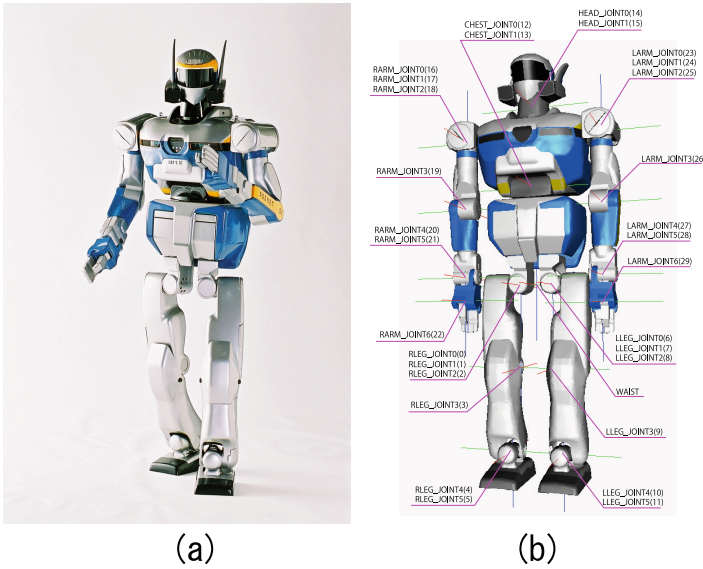 HEAD_JOINT0(14)
HEAD_JOINT1(15)
CHEST_JOINT0(12)
CHEST_JOINT1(13)
LARM_JOINT0(23)
LARM_JOINT1(24)
LARM_JOINT2(25)
RARM_JOINT0(16)
RARM_JOINT1(17)
RARM_JOINT2(18)
LARM_JOINT3(26
RARM_JOINT3(19)
LARM_JOINT4(27)
LARM_JOINT5(28)
RARM_JOINT4(20)
RARM_JOINT5(21)
LARM_JOINT6(29)
RARM_JOINT6(22)
LLEG_JOINT0(6)
LLEG_JOINT1(7)
LLEG_JOINT2(8)
RLEG_JOINT0(0)
RLEG_JOINT1(1)
RLEG_JOINT2(2)
WAIST
RLEG_JOINT3(3)
LLEG_JOINT3(9)
RLEG_JOINT4(4)
RLEG_JOINT5(5)
LLEG_JOINT4(10)
LLEG_JOINT5(11)
(a)
(b)